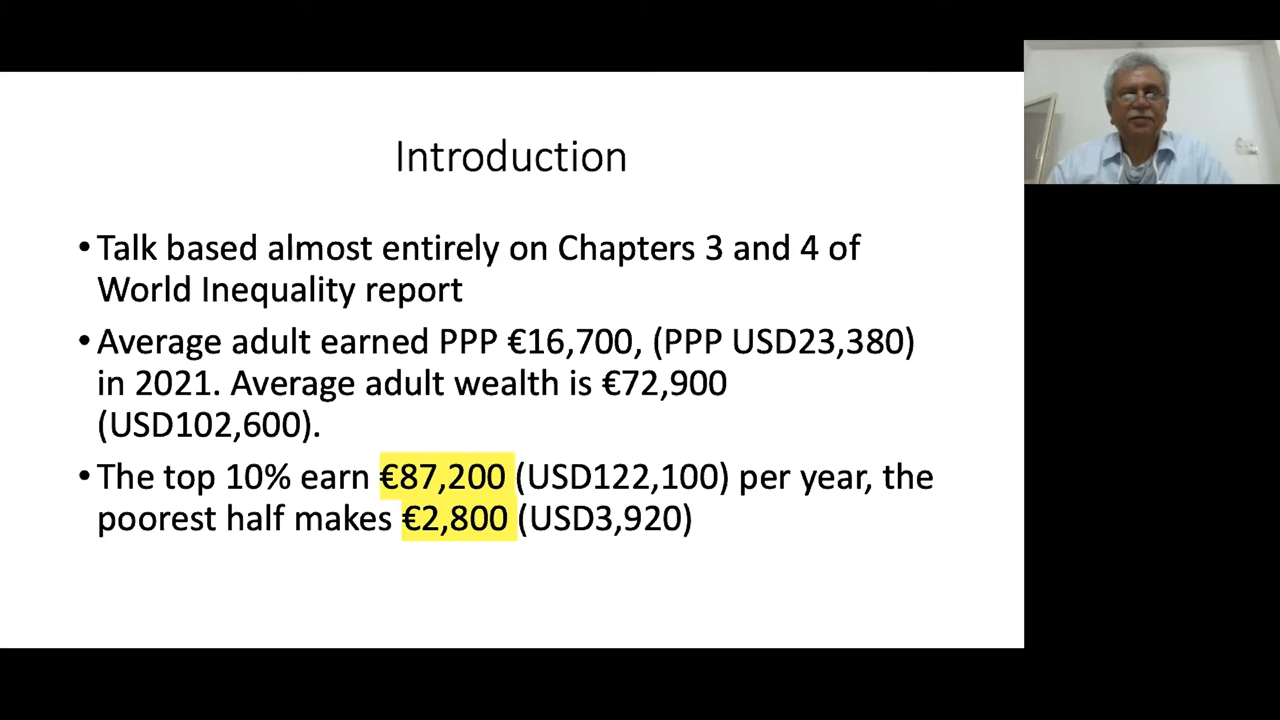 Introduction
• Talk based almost entirely on Chapters 3 and 4 of
World Inequality report
• Average adult earned PPP €16,700, (PPP USD23,380)
in 2021. Average adult wealth is €72,900
(USD102,600).
• The top 10% earn €87,200 (USD122,100) per year, the
poorest half makes €2,800 (USD3,920)